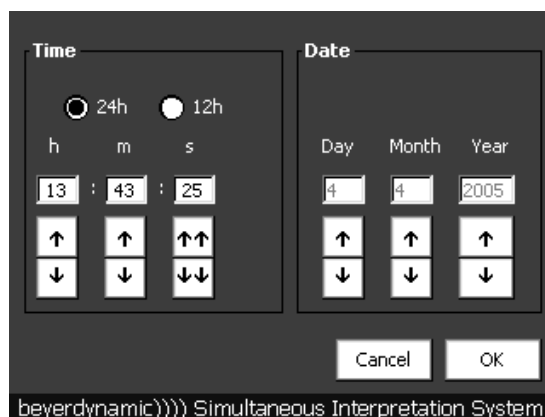 Time
24h 12h
h m s
13 : 43 : 25
Date
Day Month Year
4 4 2005
Cancel OK
beyerdynamic)))) Simultaneous Interpretation System